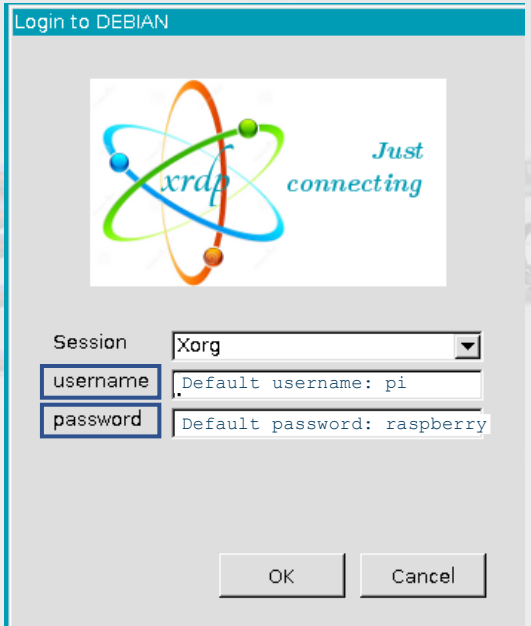 Login to DEBIAN
xrdp
Just
connecting
Session
Xorg
username
Default username: pi
password
Default password: raspberry
OK
Cancel